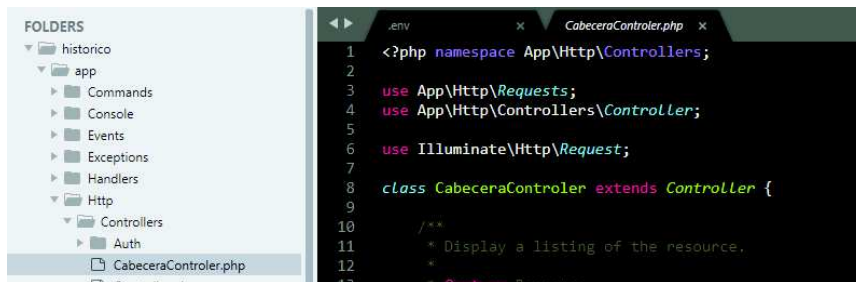 FOLDERS
historico
app
Commands
Console
Events
Exceptions
Handlers
Http
Controllers
Auth
CabeceraControler.php
.env × CabeceraControler.php ×
1 <?php namespace App\Http\Controllers;
2
3 use App\Http\Requests;
4 use App\Http\Controllers\Controller;
5
6 use Illuminate\Http\Request;
7
8 class CabeceraControler extends Controller {
9
10 /**
11 * Display a listing of the resource.
12 *